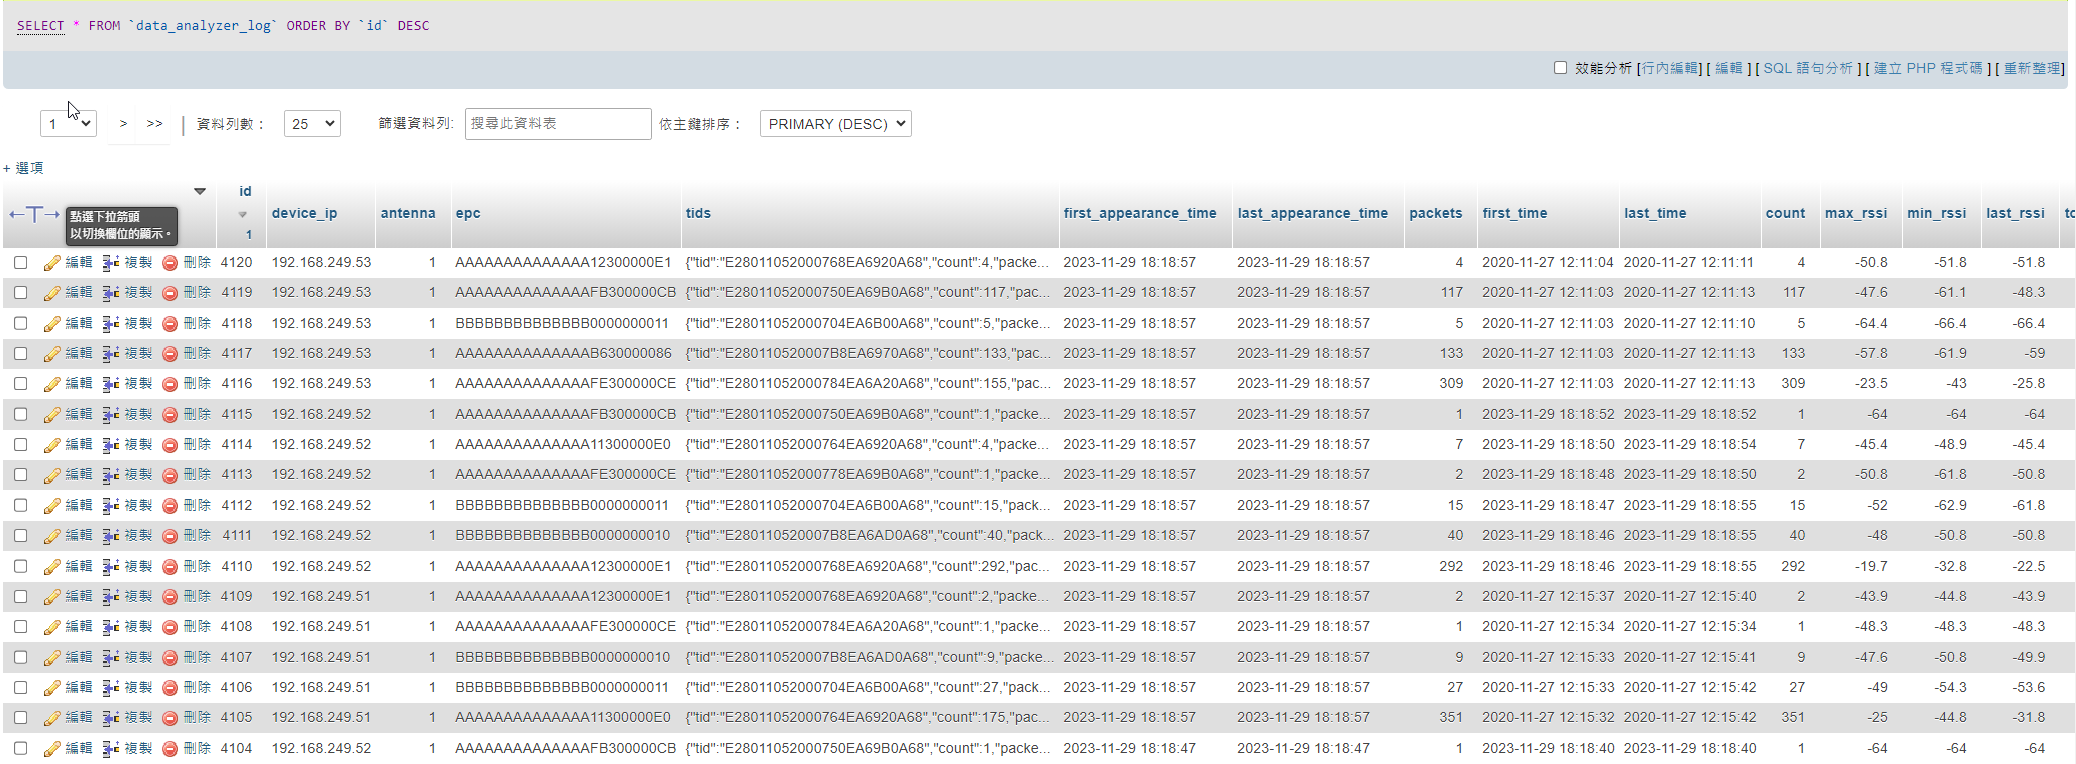 SELECT * FROM `data_analyzer_log` ORDER BY `id` DESC
效能分析 [行內編輯] [ 編輯 ] [ SQL 語句分析 ] [ 建立 PHP 程式碼 ] [ 重新整理]
1 > >> | 資料列數： 25 篩選資料列: 搜尋此資料表 依主鍵排序： PRIMARY (DESC)
+ 選項
←T→ id 1 device_ip antenna epc tids first_appearance_time last_appearance_time packets first_time last_time count max_rssi min_rssi last_rssi
點選下拉箭頭
以切換欄位的顯示。
編輯 複製 刪除 4120 192.168.249.53 1 AAAAAAAAAAAAAA12300000E1 {"tid":"E28011052000768EA6920A68","count":4,"packe... 2023-11-29 18:18:57 2023-11-29 18:18:57 4 2020-11-27 12:11:04 2020-11-27 12:11:11 4 -50.8 -51.8 -51.8
編輯 複製 刪除 4119 192.168.249.53 1 AAAAAAAAAAAAAAFB300000CB {"tid":"E28011052000750EA69B0A68","count":117,"pac... 2023-11-29 18:18:57 2023-11-29 18:18:57 117 2020-11-27 12:11:03 2020-11-27 12:11:13 117 -47.6 -61.1 -48.3
編輯 複製 刪除 4118 192.168.249.53 1 BBBBBBBBBBBBBB0000000011 {"tid":"E28011052000704EA6B00A68","count":5,"packe... 2023-11-29 18:18:57 2023-11-29 18:18:57 5 2020-11-27 12:11:03 2020-11-27 12:11:10 5 -64.4 -66.4 -66.4
編輯 複製 刪除 4117 192.168.249.53 1 AAAAAAAAAAAAAAB630000086 {"tid":"E280110520007B8EA6970A68","count":133,"pac... 2023-11-29 18:18:57 2023-11-29 18:18:57 133 2020-11-27 12:11:03 2020-11-27 12:11:13 133 -57.8 -61.9 -59
編輯 複製 刪除 4116 192.168.249.53 1 AAAAAAAAAAAAAAFE300000CE {"tid":"E28011052000784EA6A20A68","count":155,"pac... 2023-11-29 18:18:57 2023-11-29 18:18:57 309 2020-11-27 12:11:03 2020-11-27 12:11:13 309 -23.5 -43 -25.8
編輯 複製 刪除 4115 192.168.249.52 1 AAAAAAAAAAAAAAFB300000CB {"tid":"E28011052000750EA69B0A68","count":1,"packe... 2023-11-29 18:18:57 2023-11-29 18:18:57 1 2023-11-29 18:18:52 2023-11-29 18:18:52 1 -64 -64 -64
編輯 複製 刪除 4114 192.168.249.52 1 AAAAAAAAAAAAAA11300000E0 {"tid":"E28011052000764EA6920A68","count":4,"packe... 2023-11-29 18:18:57 2023-11-29 18:18:57 7 2023-11-29 18:18:50 2023-11-29 18:18:54 7 -45.4 -48.9 -45.4
編輯 複製 刪除 4113 192.168.249.52 1 AAAAAAAAAAAAAAFE300000CE {"tid":"E28011052000778EA69B0A68","count":1,"packe... 2023-11-29 18:18:57 2023-11-29 18:18:57 2 2023-11-29 18:18:48 2023-11-29 18:18:50 2 -50.8 -61.8 -50.8
編輯 複製 刪除 4112 192.168.249.52 1 BBBBBBBBBBBBBB0000000011 {"tid":"E28011052000704EA6B00A68","count":15,"pack... 2023-11-29 18:18:57 2023-11-29 18:18:57 15 2023-11-29 18:18:47 2023-11-29 18:18:55 15 -52 -62.9 -61.8
編輯 複製 刪除 4111 192.168.249.52 1 BBBBBBBBBBBBBB0000000010 {"tid":"E280110520007B8EA6AD0A68","count":40,"pack... 2023-11-29 18:18:57 2023-11-29 18:18:57 40 2023-11-29 18:18:46 2023-11-29 18:18:55 40 -48 -50.8 -50.8
編輯 複製 刪除 4110 192.168.249.52 1 AAAAAAAAAAAAAA12300000E1 {"tid":"E28011052000768EA6920A68","count":292,"pac... 2023-11-29 18:18:57 2023-11-29 18:18:57 292 2023-11-29 18:18:46 2023-11-29 18:18:55 292 -19.7 -32.8 -22.5
編輯 複製 刪除 4109 192.168.249.51 1 AAAAAAAAAAAAAA12300000E1 {"tid":"E28011052000768EA6920A68","count":2,"packe... 2023-11-29 18:18:57 2023-11-29 18:18:57 2 2020-11-27 12:15:37 2020-11-27 12:15:40 2 -43.9 -44.8 -43.9
編輯 複製 刪除 4108 192.168.249.51 1 AAAAAAAAAAAAAAFE300000CE {"tid":"E28011052000784EA6A20A68","count":1,"packe... 2023-11-29 18:18:57 2023-11-29 18:18:57 1 2020-11-27 12:15:34 2020-11-27 12:15:34 1 -48.3 -48.3 -48.3
編輯 複製 刪除 4107 192.168.249.51 1 BBBBBBBBBBBBBB0000000010 {"tid":"E280110520007B8EA6AD0A68","count":9,"packe... 2023-11-29 18:18:57 2023-11-29 18:18:57 9 2020-11-27 12:15:33 2020-11-27 12:15:41 9 -47.6 -50.8 -49.9
編輯 複製 刪除 4106 192.168.249.51 1 BBBBBBBBBBBBBB0000000011 {"tid":"E28011052000704EA6B00A68","count":27,"pack... 2023-11-29 18:18:57 2023-11-29 18:18:57 27 2020-11-27 12:15:33 2020-11-27 12:15:42 27 -49 -54.3 -53.6
編輯 複製 刪除 4105 192.168.249.51 1 AAAAAAAAAAAAAA11300000E0 {"tid":"E28011052000764EA6920A68","count":175,"pac... 2023-11-29 18:18:57 2023-11-29 18:18:57 351 2020-11-27 12:15:32 2020-11-27 12:15:42 351 -25 -44.8 -31.8
編輯 複製 刪除 4104 192.168.249.52 1 AAAAAAAAAAAAAAFB300000CB {"tid":"E28011052000750EA69B0A68","count":1,"packe... 2023-11-29 18:18:47 2023-11-29 18:18:47 1 2023-11-29 18:18:40 2023-11-29 18:18:40 1 -64 -64 -64